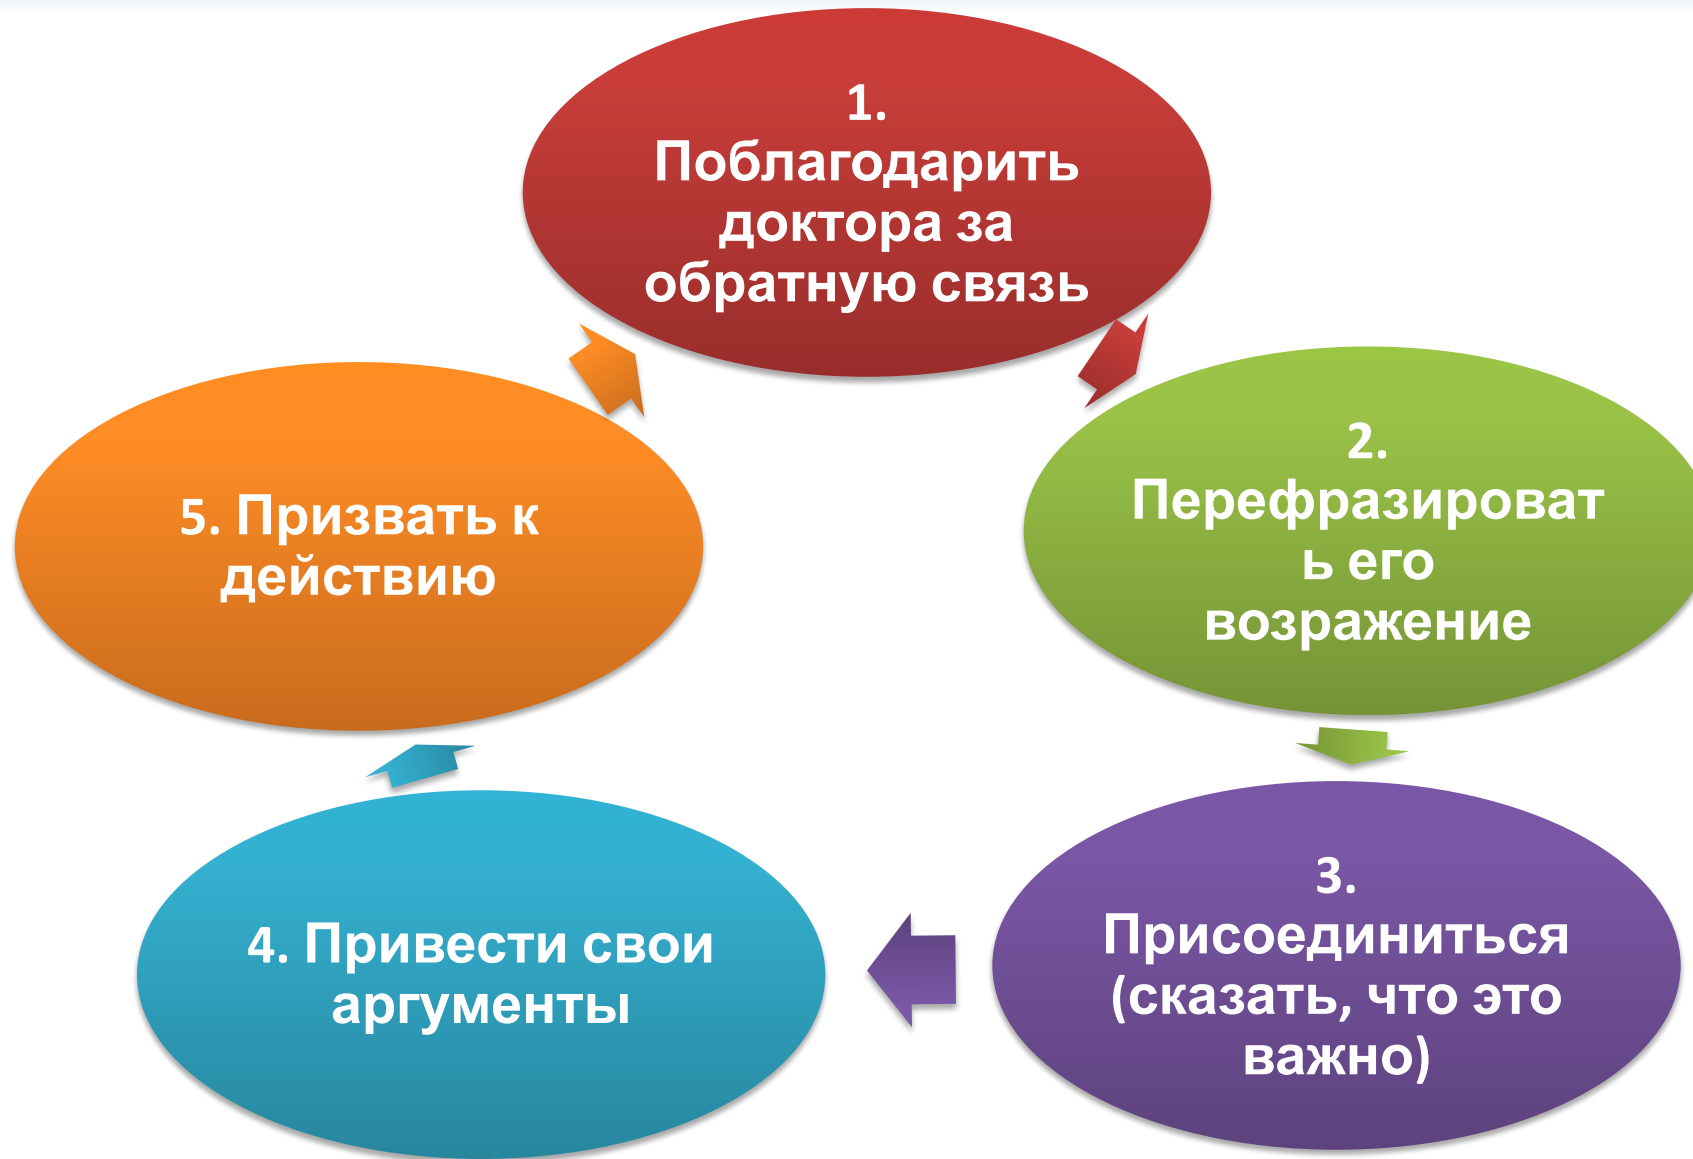 1.
Поблагодарить
доктора за
обратную связь
2.
Перефразироват
ь его
возражение
3.
Присоединиться
(сказать, что это
важно)
4. Привести свои
аргументы
5. Призвать к
действию